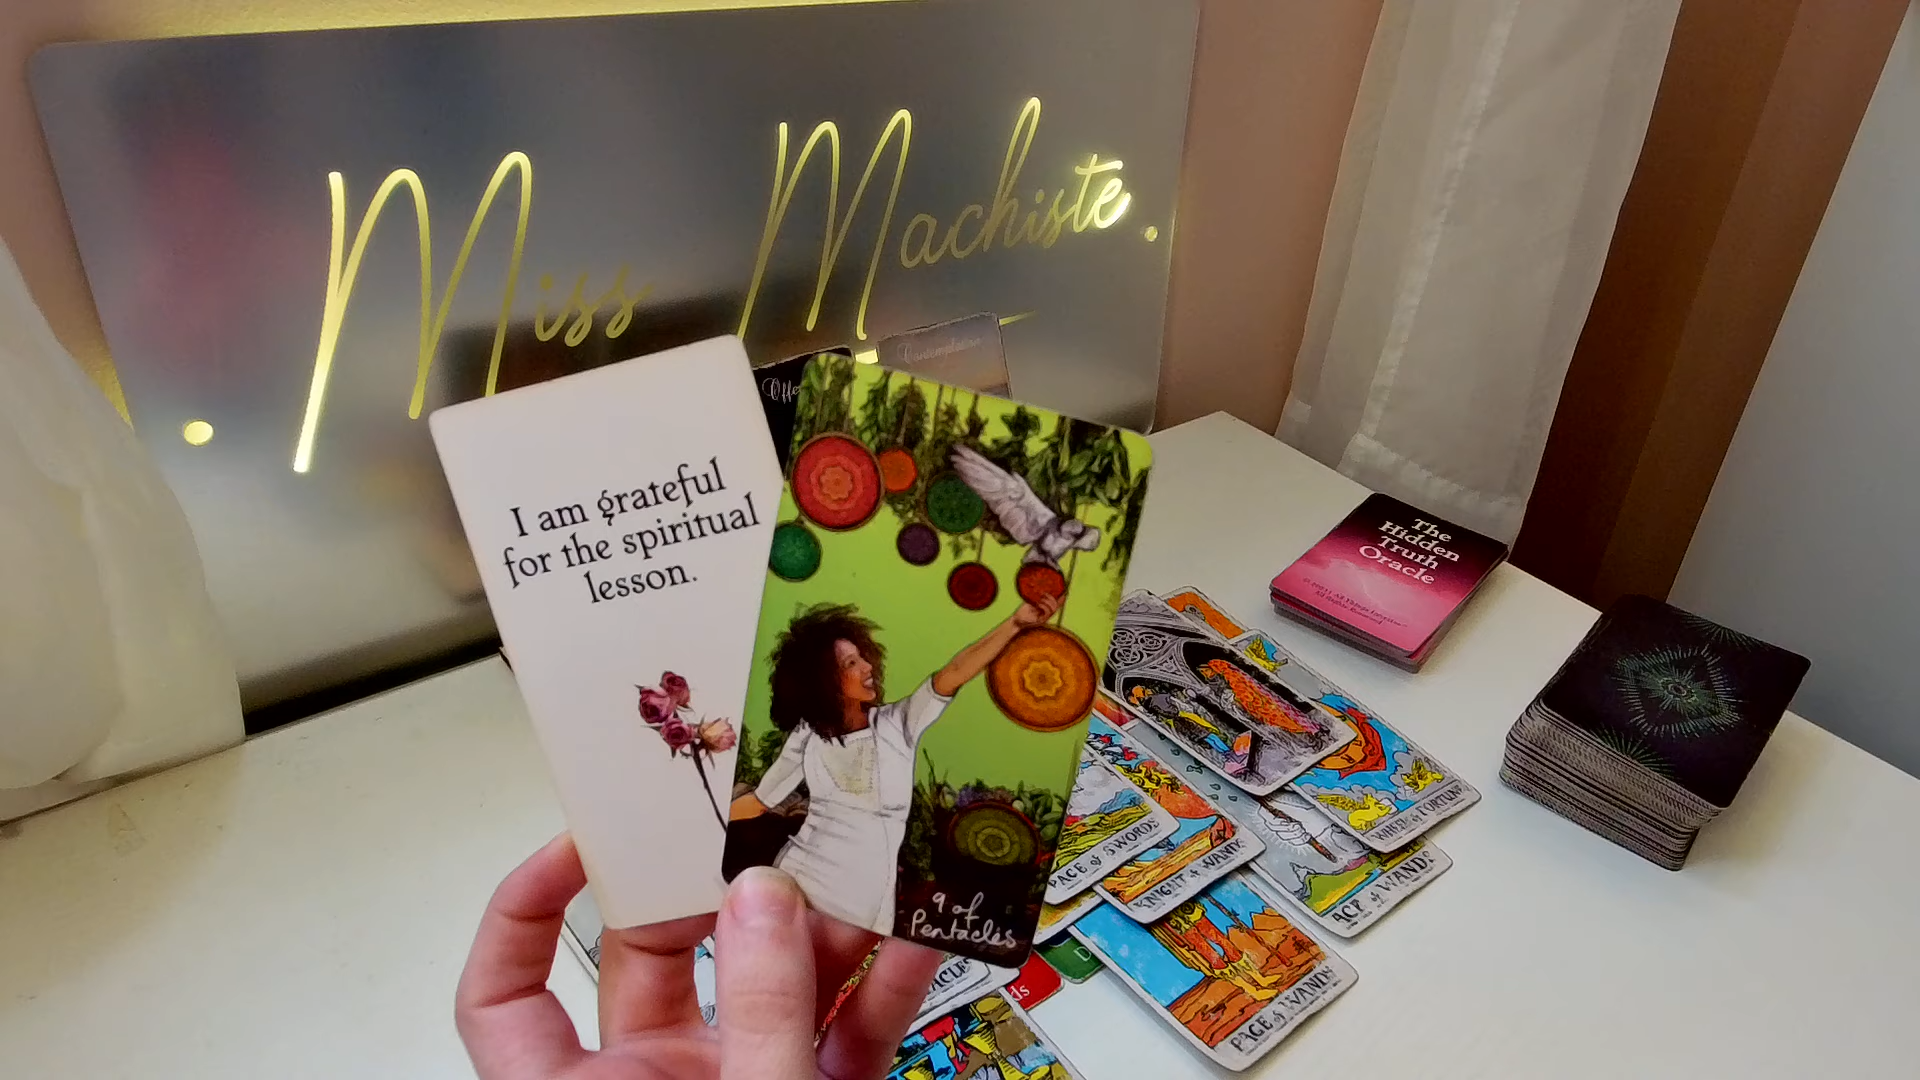 Miss Machiste.
Contemplation
I am grateful
for the spiritual
lesson.
9 of
Pentacles
The
Hidden
Truth
Oracle
PAGE of SWORDS
KNIGHT of WANDS
ACE of WANDS
WHEEL of FORTUNE
PAGE of WANDS